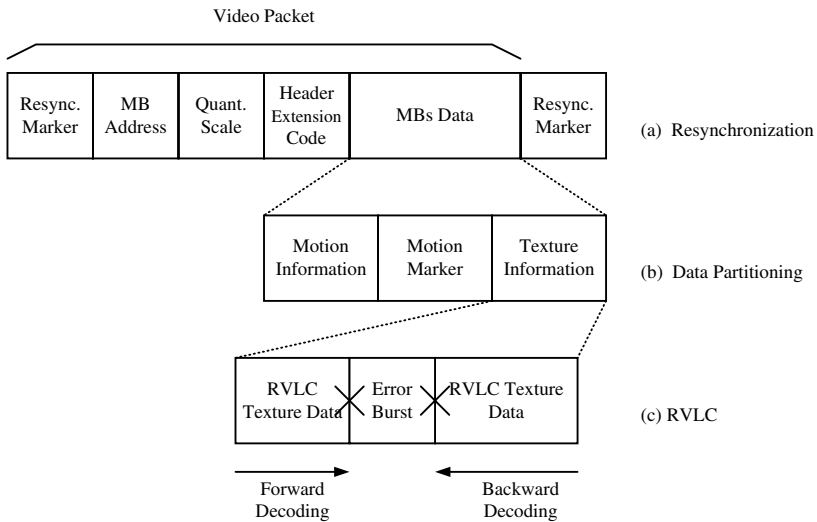 Video Packet
Resync.
Marker
MB
Address
Quant.
Scale
Header
Extension
Code
MBs Data
Resync.
Marker
(a) Resynchronization
Motion
Information
Motion
Marker
Texture
Information
(b) Data Partitioning
RVLC
Texture Data
Error
Burst
RVLC Texture
Data
(c) RVLC
Forward
Decoding
Backward
Decoding